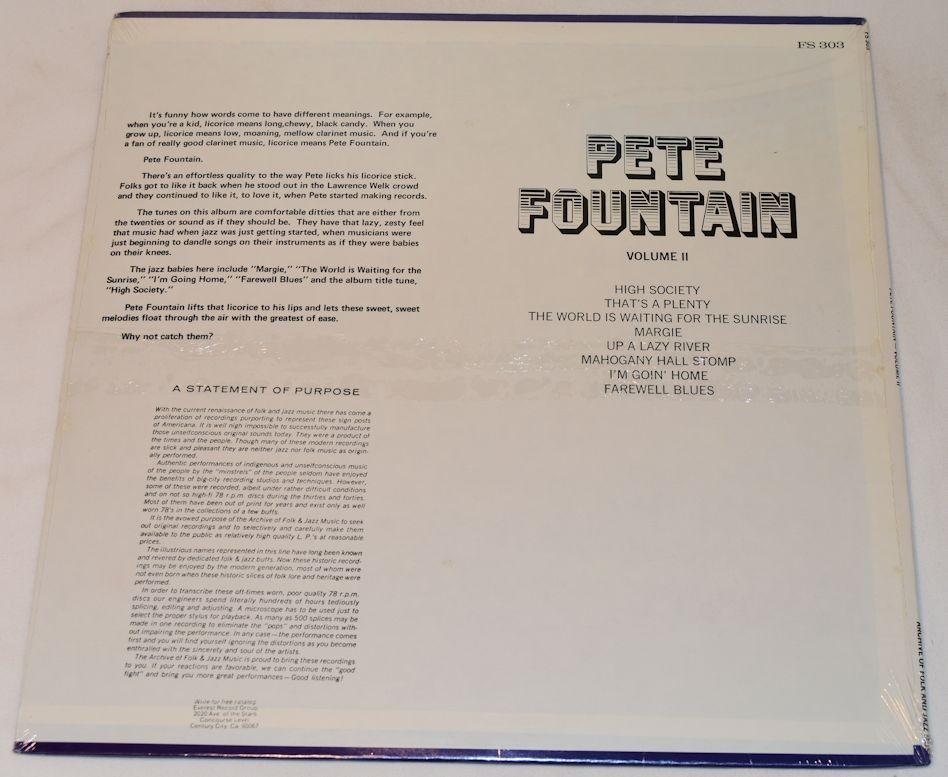 FS 303
It's funny how words come to have different meanings. For example,
when you're a kid, licorice means long,chewy, black candy. When you
grow up, licorice means low, moaning, mellow clarinet music. And if you're
a fan of really good clarinet music, licorice means Pete Fountain.
Pete Fountain.
There's an effortless quality to the way Pete licks his licorice stick.
Folks got to like it back when he stood out in the Lawrence Welk crowd
and they continued to like it, to love it, when Pete started making records.
The tunes on this album are comfortable ditties that are either from
the twenties or sound as if they should be. They have that lazy, zesty feel
that music had when jazz was just getting started, when musicians were
just beginning to dandle songs on their instruments as if they were babies
on their knees.
The jazz babies here include "Margie," "The World is Waiting for the
Sunrise," "I'm Going Home," "Farewell Blues" and the album title tune,
"High Society."
Pete Fountain lifts that licorice to his lips and lets these sweet, sweet
melodies float through the air with the greatest of ease.
Why not catch them?
A STATEMENT OF PURPOSE
With the current renaissance of folk and jazz music there has come a
proliferation of recordings purporting to represent these sign posts
of Americana. It is well nigh impossible to successfully manufacture
those unselfconscious original sounds today. They were a product of
the times and the people. Though many of these modern recordings
are slick and pleasant they are neither jazz nor folk music as origin-
ally performed.
Authentic performances of indigenous and unselfconscious music
of the people by the "minstrels" of the people seldom have enjoyed
the benefits of big-city recording studios and techniques. However,
some of these were recorded, albeit under rather difficult conditions
and on not so high-fi 78 r.p.m. discs during the thirties and forties.
Most of them have been out of print for years and exist only as well
worn 78's in the collections of a few buffs.
It is the avowed purpose of the Archive of Folk & Jazz Music to seek
out original recordings and to selectively and carefully make them
available to the public as relatively high quality L. P.'s at reasonable
prices.
The illustrious names represented in this line have long been known
and revered by dedicated folk & jazz buffs. Now these historic record-
ings may be enjoyed by the modern generation, most of whom were
not even born when these historic slices of folk lore and heritage were
performed.
In order to transcribe these oft-times worn, poor quality 78 r.p.m.
discs our engineers spend literally hundreds of hours tediously
splicing, editing and adjusting. A microscope has to be used just to
select the proper stylus for playback. As many as 500 splices may be
made in one recording to eliminate the "pops" and distortions with-
out impairing the performance. In any case—the performance comes
first and you will find yourself ignoring the distortions as you become
enthralled with the sincerety and soul of the artists.
The Archive of Folk & Jazz Music is proud to bring these recordings
to you. If your reactions are favorable, we can continue the "good
fight" and bring you more great performances—Good listening!
Write for free catalog
Everest Record Group
2020 Ave. of the Stars
Concourse Level
Century City, Ca. 90067
PETE
FOUNTAIN
VOLUME II
HIGH SOCIETY
THAT'S A PLENTY
THE WORLD IS WAITING FOR THE SUNRISE
MARGIE
UP A LAZY RIVER
MAHOGANY HALL STOMP
I'M GOIN' HOME
FAREWELL BLUES
PETE FOUNTAIN – VOLUME II
ARCHIVE OF FOLK AND JAZZ